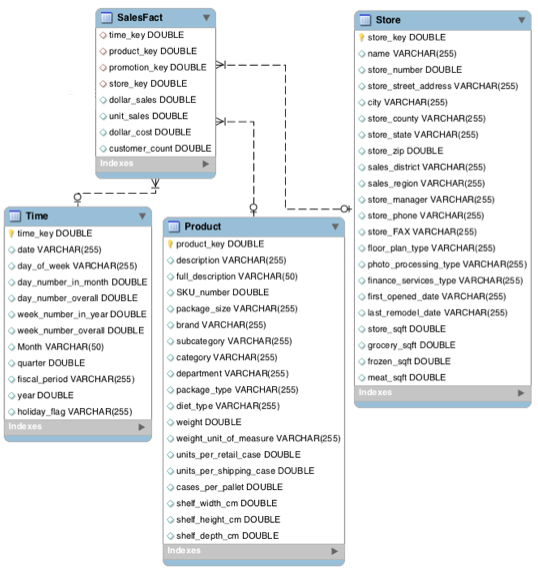 SalesFact
time_key DOUBLE
product_key DOUBLE
promotion_key DOUBLE
store_key DOUBLE
dollar_sales DOUBLE
unit_sales DOUBLE
dollar_cost DOUBLE
customer_count DOUBLE
Indexes
Store
store_key DOUBLE
name VARCHAR(255)
store_number DOUBLE
store_street_address VARCHAR(255)
city VARCHAR(255)
store_county VARCHAR(255)
store_state VARCHAR(255)
store_zip DOUBLE
sales_district VARCHAR(255)
sales_region VARCHAR(255)
store_manager VARCHAR(255)
store_phone VARCHAR(255)
store_FAX VARCHAR(255)
floor_plan_type VARCHAR(255)
photo_processing_type VARCHAR(255)
finance_services_type VARCHAR(255)
first_opened_date VARCHAR(255)
last_remodel_date VARCHAR(255)
store_sqft DOUBLE
grocery_sqft DOUBLE
frozen_sqft DOUBLE
meat_sqft DOUBLE
Indexes
Time
time_key DOUBLE
date VARCHAR(255)
day_of_week VARCHAR(255)
day_number_in_month DOUBLE
day_number_overall DOUBLE
week_number_in_year DOUBLE
week_number_overall DOUBLE
Month VARCHAR(50)
quarter DOUBLE
fiscal_period VARCHAR(255)
year DOUBLE
holiday_flag VARCHAR(255)
Indexes
Product
product_key DOUBLE
description VARCHAR(255)
full_description VARCHAR(50)
SKU_number DOUBLE
package_size VARCHAR(255)
brand VARCHAR(255)
subcategory VARCHAR(255)
category VARCHAR(255)
department VARCHAR(255)
package_type VARCHAR(255)
diet_type VARCHAR(255)
weight DOUBLE
weight_unit_of_measure VARCHAR(255)
units_per_retail_case DOUBLE
units_per_shipping_case DOUBLE
cases_per_pallet DOUBLE
shelf_width_cm DOUBLE
shelf_height_cm DOUBLE
shelf_depth_cm DOUBLE
Indexes